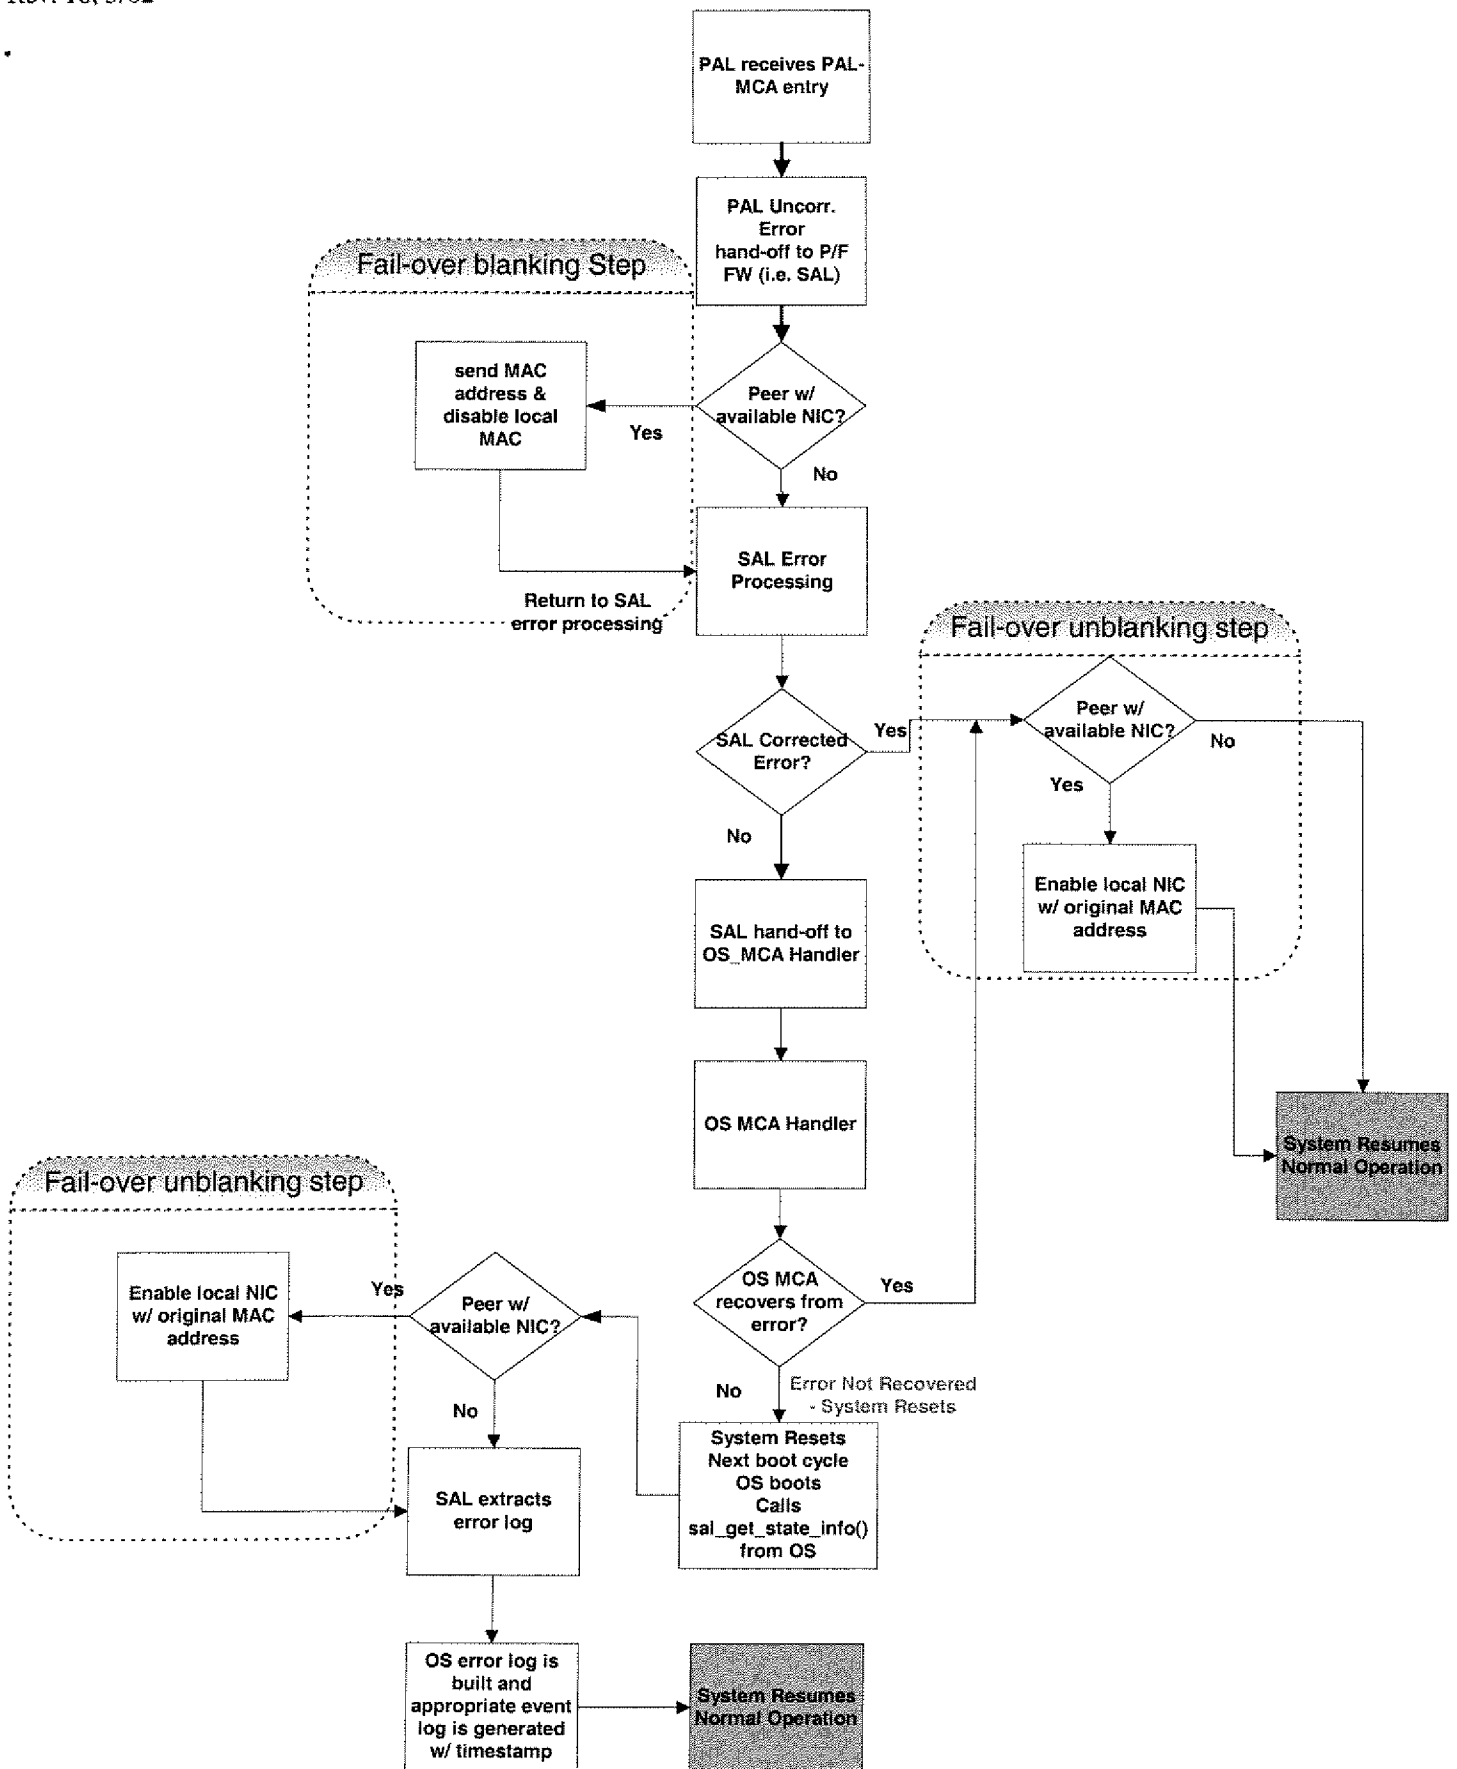 PAL receives PAL-
MCA entry
PAL Uncorr.
Error
hand-off to P/F
FW (i.e. SAL)
Fail-over blanking Step
send MAC
address &
disable local
MAC
Yes
Peer w/
available NIC?
No
SAL Error
Processing
Return to SAL
error processing
Fail-over unblanking step
SAL Corrected
Error?
Yes
Peer w/
available NIC?
No
Yes
No
Enable local NIC
w/ original MAC
address
SAL hand-off to
OS_MCA Handler
OS MCA Handler
System Resumes
Normal Operation
Fail-over unblanking step
Enable local NIC
w/ original MAC
address
Yes
Peer w/
available NIC?
OS MCA
recovers from
error?
Yes
No
No
Error Not Recovered
- System Resets
System Resets
Next boot cycle
OS boots
Calls
sal_get_state_info()
from OS
SAL extracts
error log
OS error log is
built and
appropriate event
log is generated
w/ timestamp
System Resumes
Normal Operation